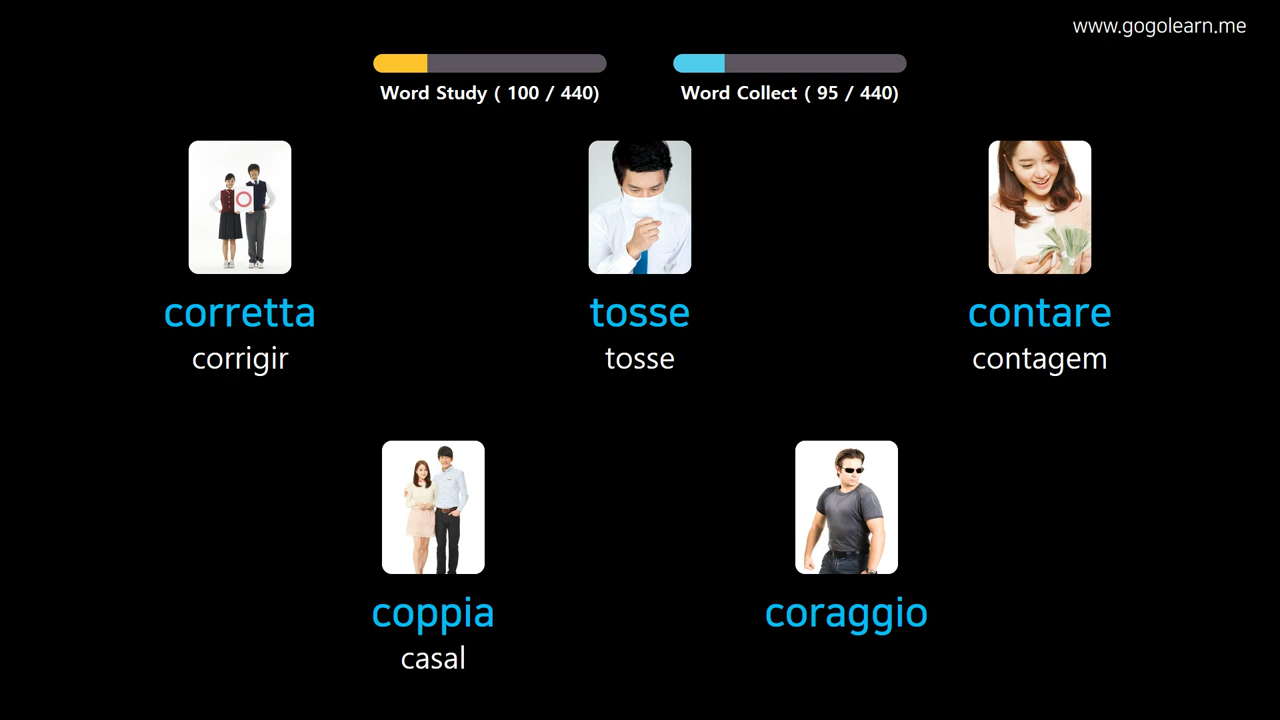 www.gogolearn.me
Word Study ( 100 / 440)
Word Collect ( 95 / 440)
corretta
corrigir
tosse
tosse
contare
contagem
coppia
casal
coraggio